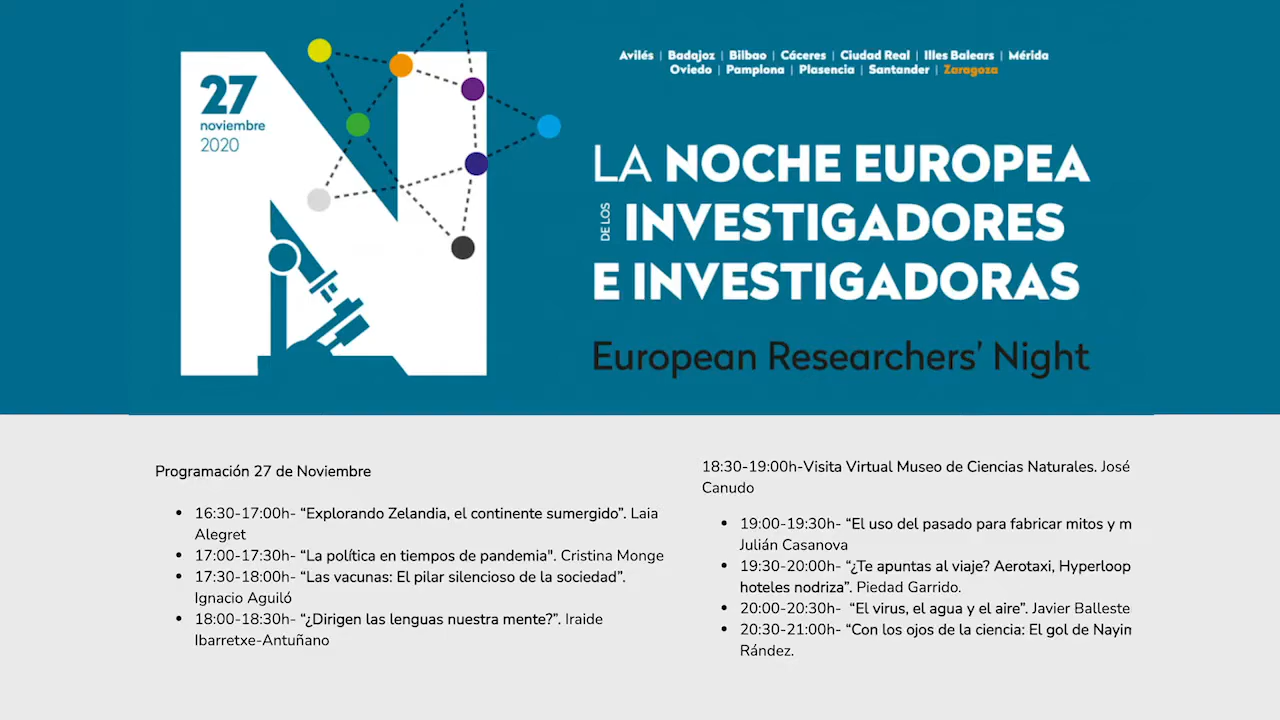 27
noviembre
2020
Avilés | Badajoz | Bilbao | Cáceres | Ciudad Real | Illes Balears | Mérida
Oviedo | Pamplona | Plasencia | Santander | Zaragoza
LA NOCHE EUROPEA
DE LOS INVESTIGADORES
E INVESTIGADORAS
European Researchers’ Night
Programación 27 de Noviembre
• 16:30-17:00h- “Explorando Zelandia, el continente sumergido”. Laia
Alegret
• 17:00-17:30h- “La política en tiempos de pandemia". Cristina Monge
• 17:30-18:00h- “Las vacunas: El pilar silencioso de la sociedad”.
Ignacio Aguiló
• 18:00-18:30h- “¿Dirigen las lenguas nuestra mente?”. Iraide
Ibarretxe-Antuñano
18:30-19:00h-Visita Virtual Museo de Ciencias Naturales. José
Canudo
• 19:00-19:30h- “El uso del pasado para fabricar mitos y m
Julián Casanova
• 19:30-20:00h- “¿Te apuntas al viaje? Aerotaxi, Hyperloop
hoteles nodriza”. Piedad Garrido.
• 20:00-20:30h- “El virus, el agua y el aire”. Javier Balleste
• 20:30-21:00h- “Con los ojos de la ciencia: El gol de Nayim
Rández.